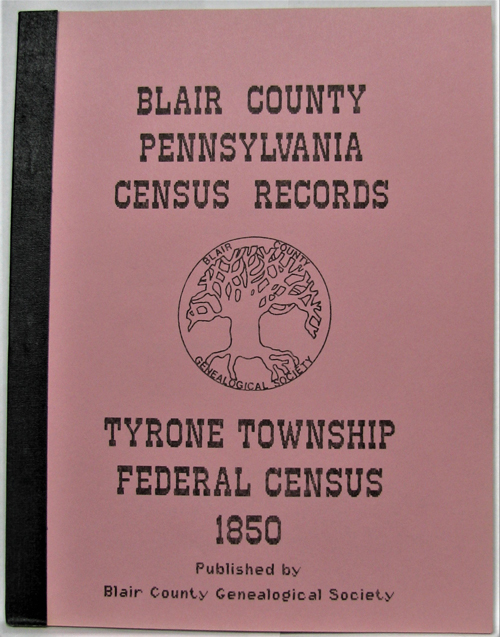 BLAIR COUNTY
PENNSYLVANIA
CENSUS RECORDS
BLAIR COUNTY
GENEALOGICAL SOCIETY
TYRONE TOWNSHIP
FEDERAL CENSUS
1850
Published by
Blair County Genealogical Society